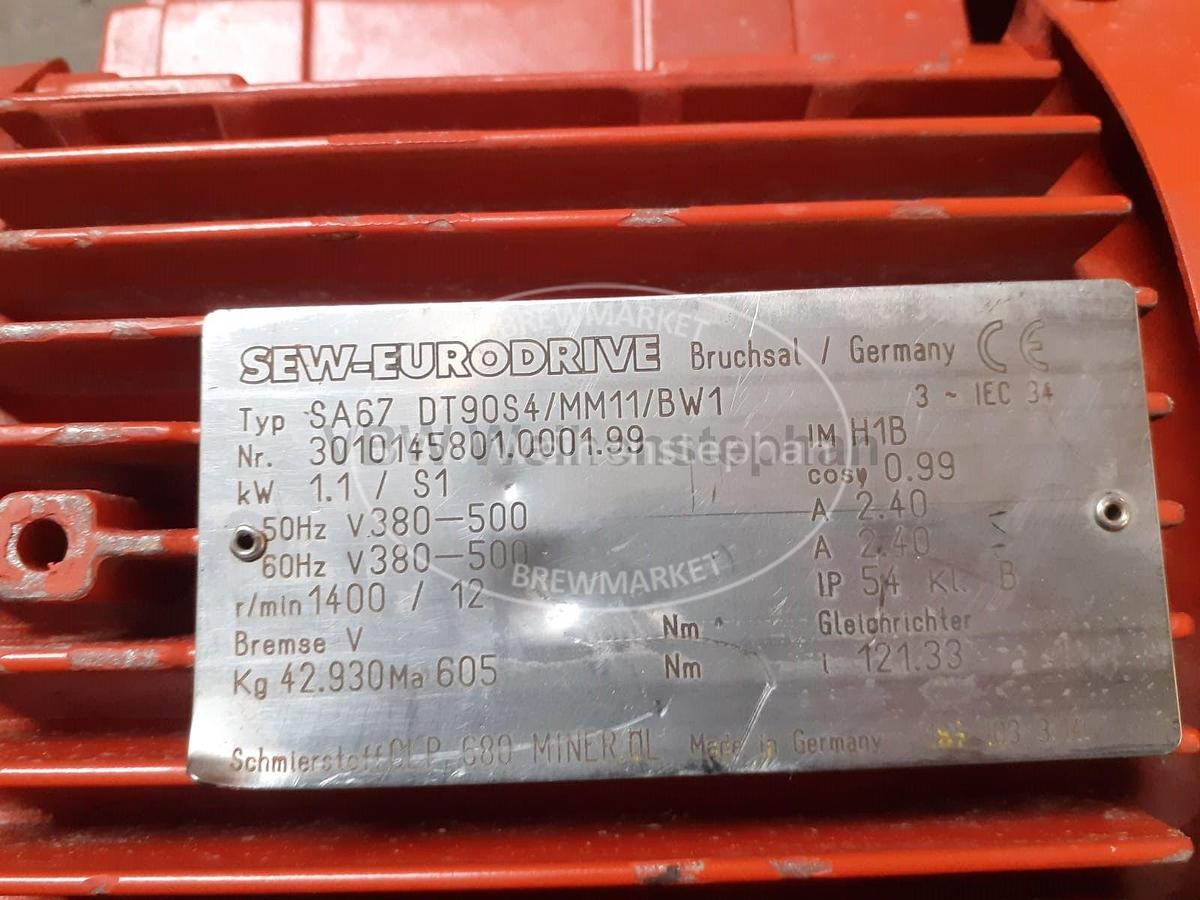 BREWMARKET
SEW-EURODRIVE Bruchsal / Germany CE
Typ SA67 DT90S4/MM11/BW1 3 ~ IEC 34
Nr. 3010145801.0001.99 IM H1B
kW 1.1 / S1 cosφ 0.99
50Hz V 380-500 A 2.40
60Hz V 380-500 A 2.40
r/min 1400 / 12 IP 54 Kl. B
Bremse V Nm Gleichrichter
Kg 42.930 Ma 605 Nm i 121.33
Schmierstoff CLP 680 MINER.ÖL Made in Germany
BREWMARKET